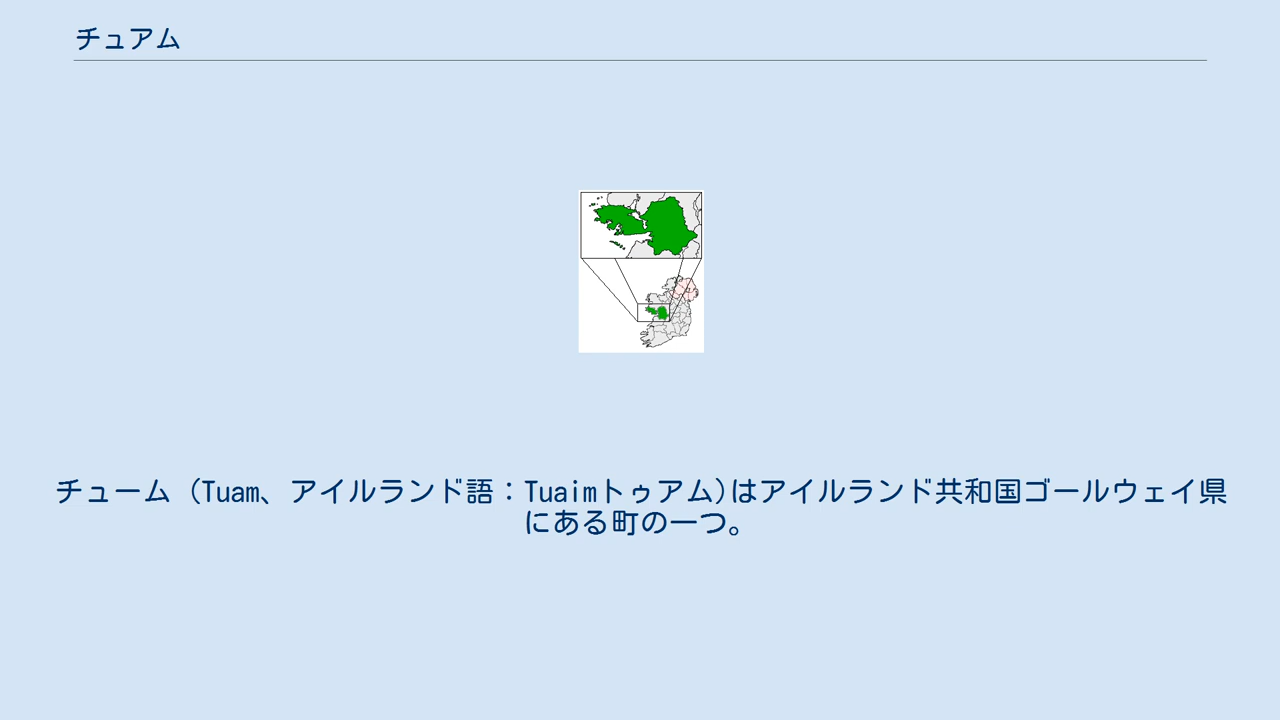 チュアム
チューム (Tuam、アイルランド語：Tuaimトゥアム)はアイルランド共和国ゴールウェイ県
にある町の一つ。